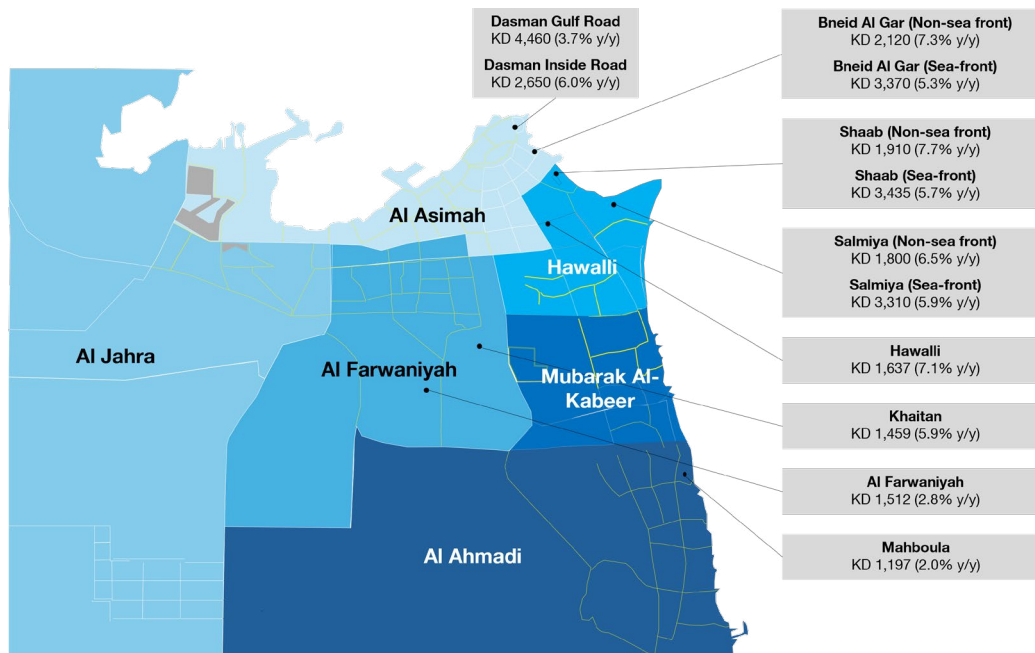 Dasman Gulf Road
KD 4,460 (3.7% y/y)
Dasman Inside Road
KD 2,650 (6.0% y/y)
Bneid Al Gar (Non-sea front)
KD 2,120 (7.3% y/y)
Bneid Al Gar (Sea-front)
KD 3,370 (5.3% y/y)
Shaab (Non-sea front)
KD 1,910 (7.7% y/y)
Shaab (Sea-front)
KD 3,435 (5.7% y/y)
Salmiya (Non-sea front)
KD 1,800 (6.5% y/y)
Salmiya (Sea-front)
KD 3,310 (5.9% y/y)
Hawalli
KD 1,637 (7.1% y/y)
Khaitan
KD 1,459 (5.9% y/y)
Al Farwaniyah
KD 1,512 (2.8% y/y)
Mahboula
KD 1,197 (2.0% y/y)
Al Asimah
Hawalli
Al Jahra
Al Farwaniyah
Mubarak Al-
Kabeer
Al Ahmadi